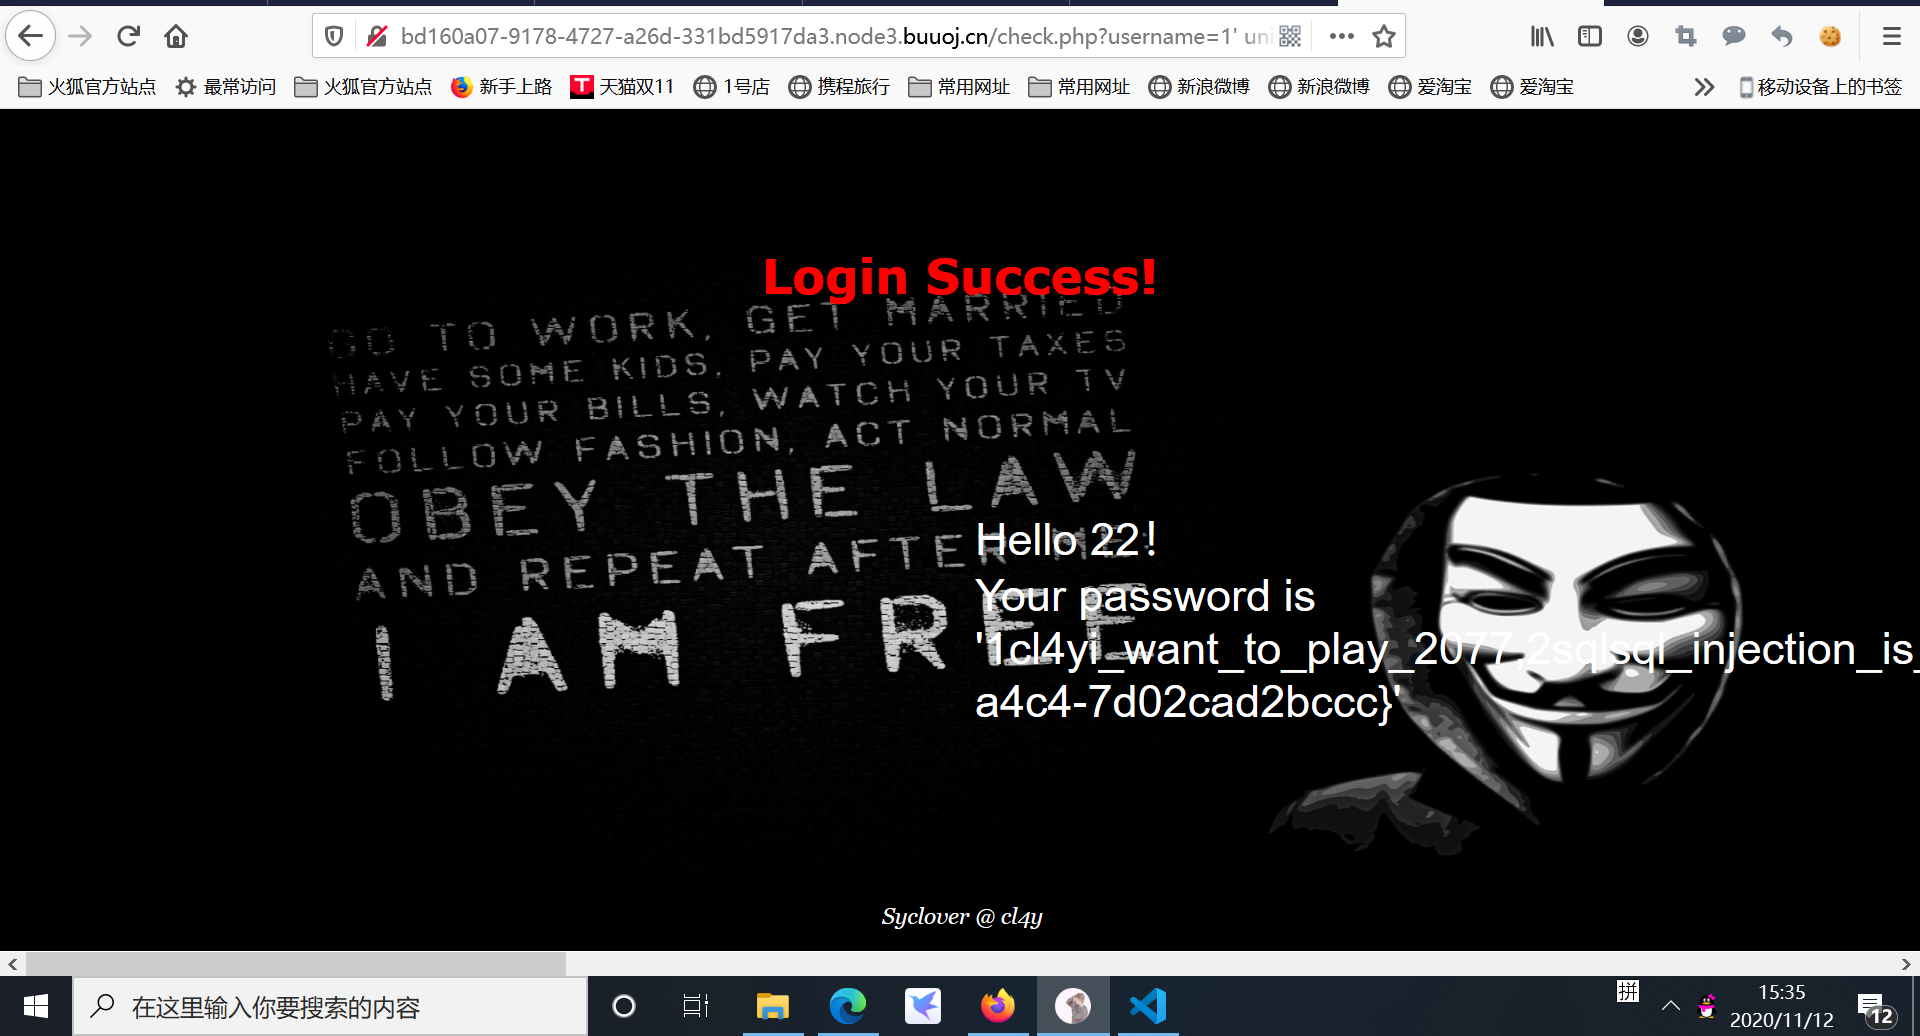 bd160a07-9178-4727-a26d-331bd5917da3.node3.buuoj.cn/check.php?username=1' uni
火狐官方站点 最常访问 火狐官方站点 新手上路 天猫双11 1号店 携程旅行 常用网址 常用网址 新浪微博 新浪微博 爱淘宝 爱淘宝 移动设备上的书签
Login Success!
GO TO WORK, GET MARRIED
HAVE SOME KIDS, PAY YOUR TAXES
PAY YOUR BILLS, WATCH YOUR TV
FOLLOW FASHION, ACT NORMAL
OBEY THE LAW
AND REPEAT AFTER ME:
I AM FREE
Hello 22!
Your password is
'1cl4yi_want_to_play_2077,2sqlsql_injection_is_
a4c4-7d02cad2bccc}'
Syclover @ cl4y
在这里输入你要搜索的内容
拼
15:35
2020/11/12
12